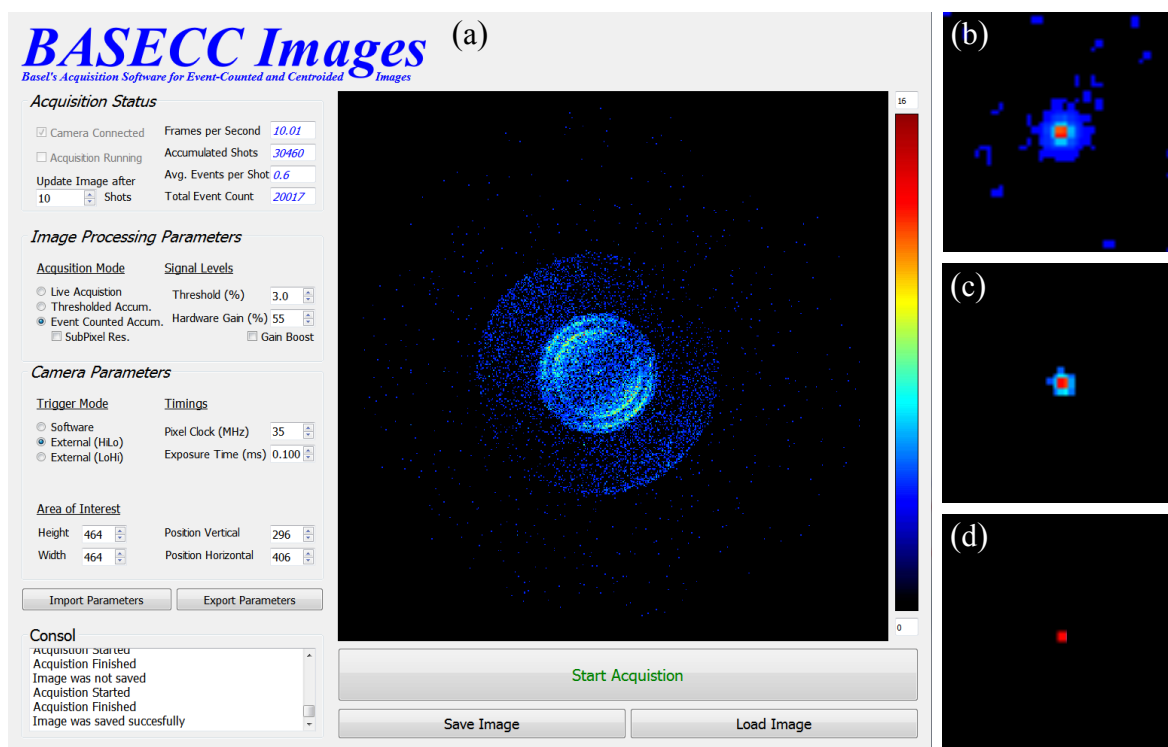 BASECC Images
Basel's Acquisition Software for Event-Counted and Centroided Images
(a)
Acquisition Status
Camera Connected
Acquisition Running
Update Image after
10 Shots
Frames per Second 10.01
Accumulated Shots 30460
Avg. Events per Shot 0.6
Total Event Count 20017
Image Processing Parameters
Acqusition Mode
Live Acquistion
Thresholded Accum.
Event Counted Accum.
SubPixel Res.
Signal Levels
Threshold (%) 3.0
Hardware Gain (%) 55
Gain Boost
Camera Parameters
Trigger Mode
Software
External (HiLo)
External (LoHi)
Timings
Pixel Clock (MHz) 35
Exposure Time (ms) 0.100
Area of Interest
Height 464
Width 464
Position Vertical 296
Position Horizontal 406
Import Parameters
Export Parameters
Consol
Acquistion Started
Acquistion Finished
Image was not saved
Acquistion Started
Acquistion Finished
Image was saved succesfully
16
0
Start Acquistion
Save Image
Load Image
(b)
(c)
(d)